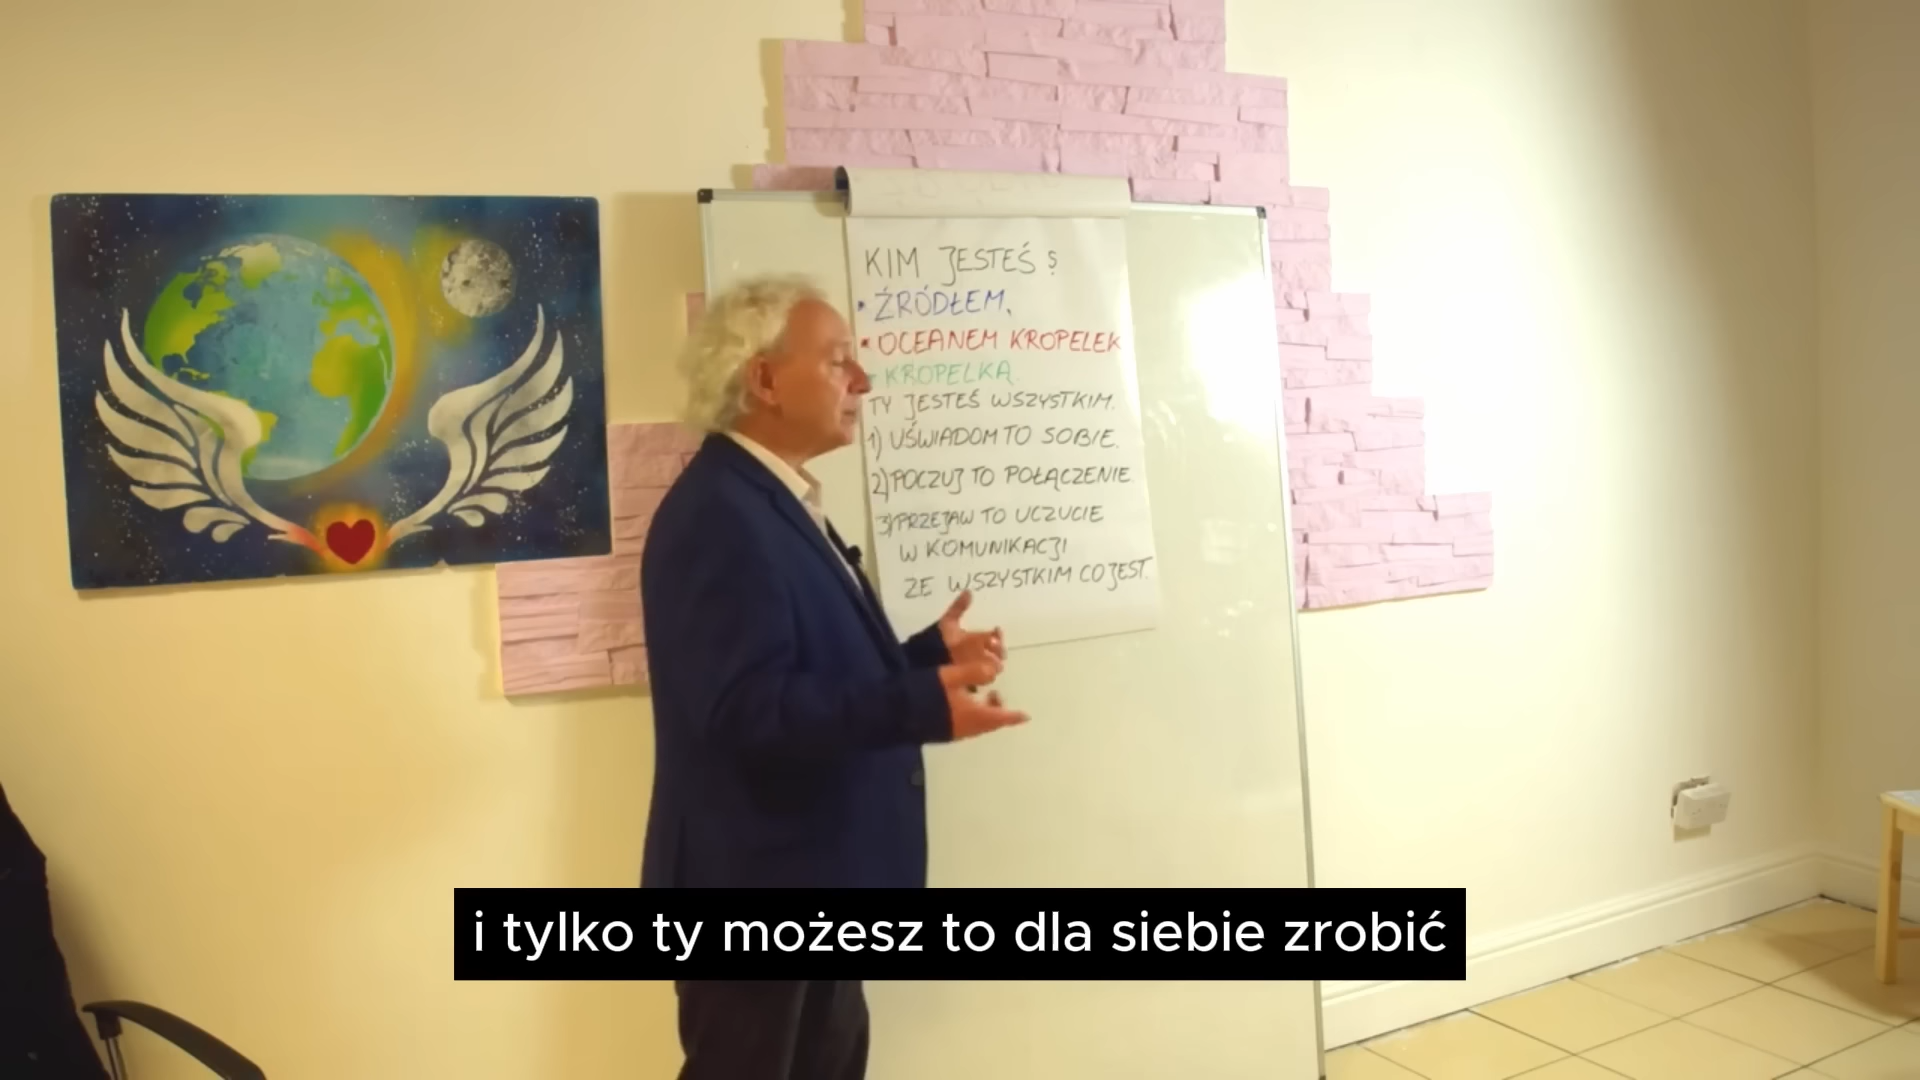 KIM JESTEŚ ?
• ŹRÓDŁEM,
• OCEANEM KROPELEK
• KROPELKĄ.
TY JESTEŚ WSZYSTKIM.
1) UŚWIADOM TO SOBIE.
2) POCZUJ TO POŁĄCZENIE.
3) PRZEJAW TO UCZUCIE
W KOMUNIKACJI
ZE WSZYSTKIM CO JEST.
i tylko ty możesz to dla siebie zrobić